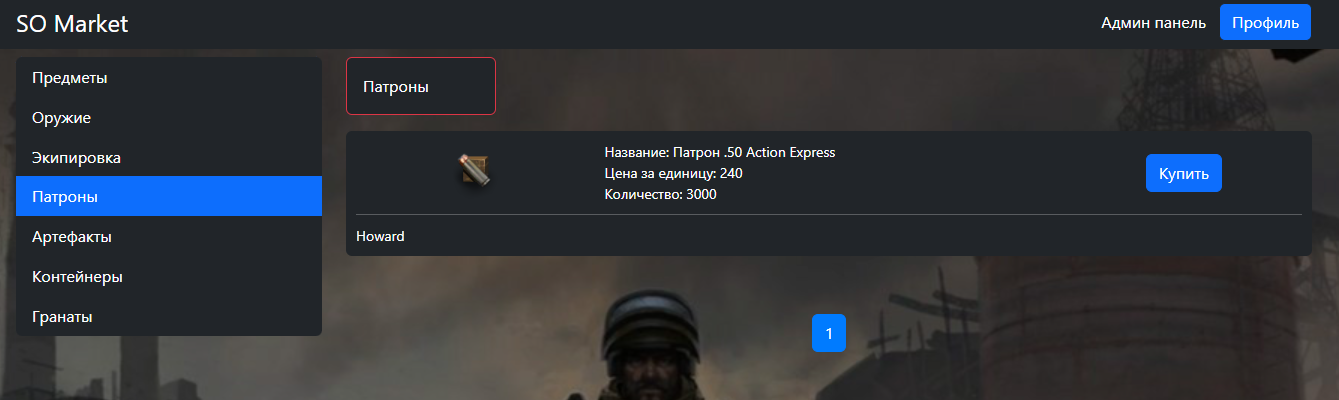 SO Market
Админ панель
Профиль
Предметы
Оружие
Экипировка
Патроны
Артефакты
Контейнеры
Гранаты
Патроны
Название: Патрон .50 Action Express
Цена за единицу: 240
Количество: 3000
Купить
Howard
1